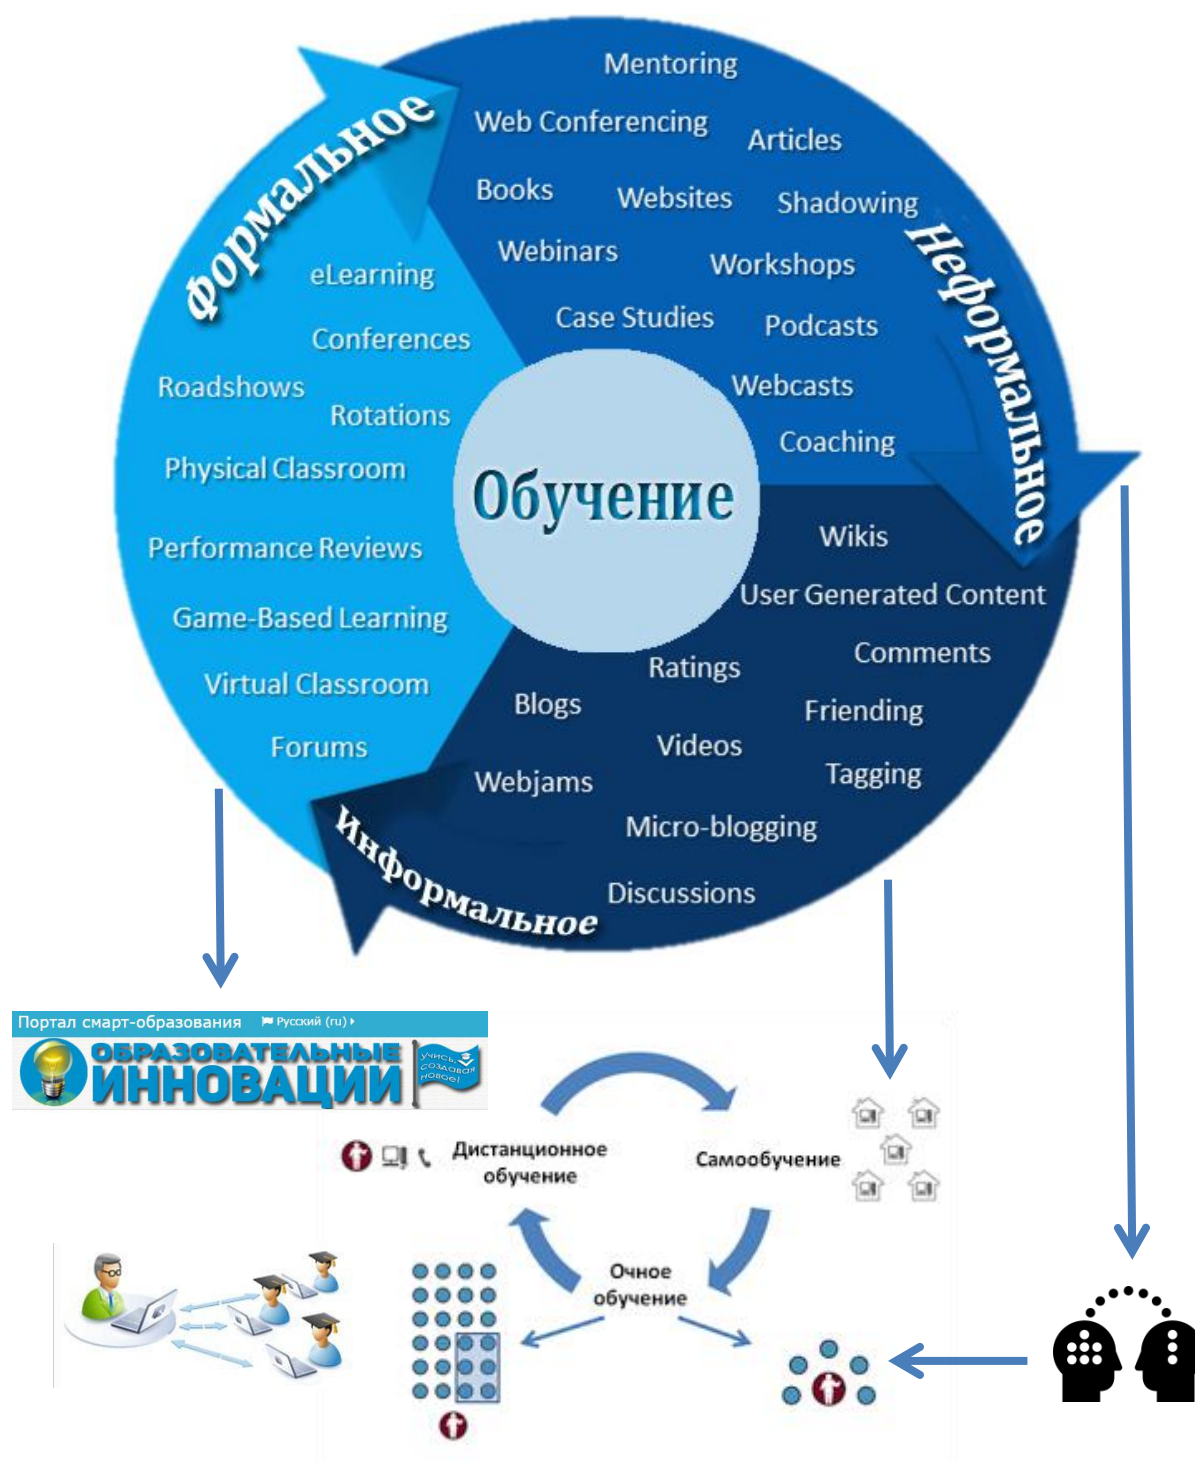 Формальное
Mentoring
Web Conferencing
Articles
Books
Websites
Shadowing
Webinars
Workshops
Case Studies
Podcasts
Webcasts
Coaching
Неформальное
eLearning
Conferences
Roadshows
Rotations
Physical Classroom
Performance Reviews
Game-Based Learning
Virtual Classroom
Forums
Обучение
Wikis
User Generated Content
Comments
Ratings
Blogs
Friending
Videos
Tagging
Webjams
Micro-blogging
Discussions
Информальное
Портал смарт-образования
Русский (ru)
ОБРАЗОВАТЕЛЬНЫЕ
ИННОВАЦИИ
УЧИСЬ,
СОЗДАВАЯ
НОВОЕ!
Дистанционное
обучение
Самообучение
Очное
обучение